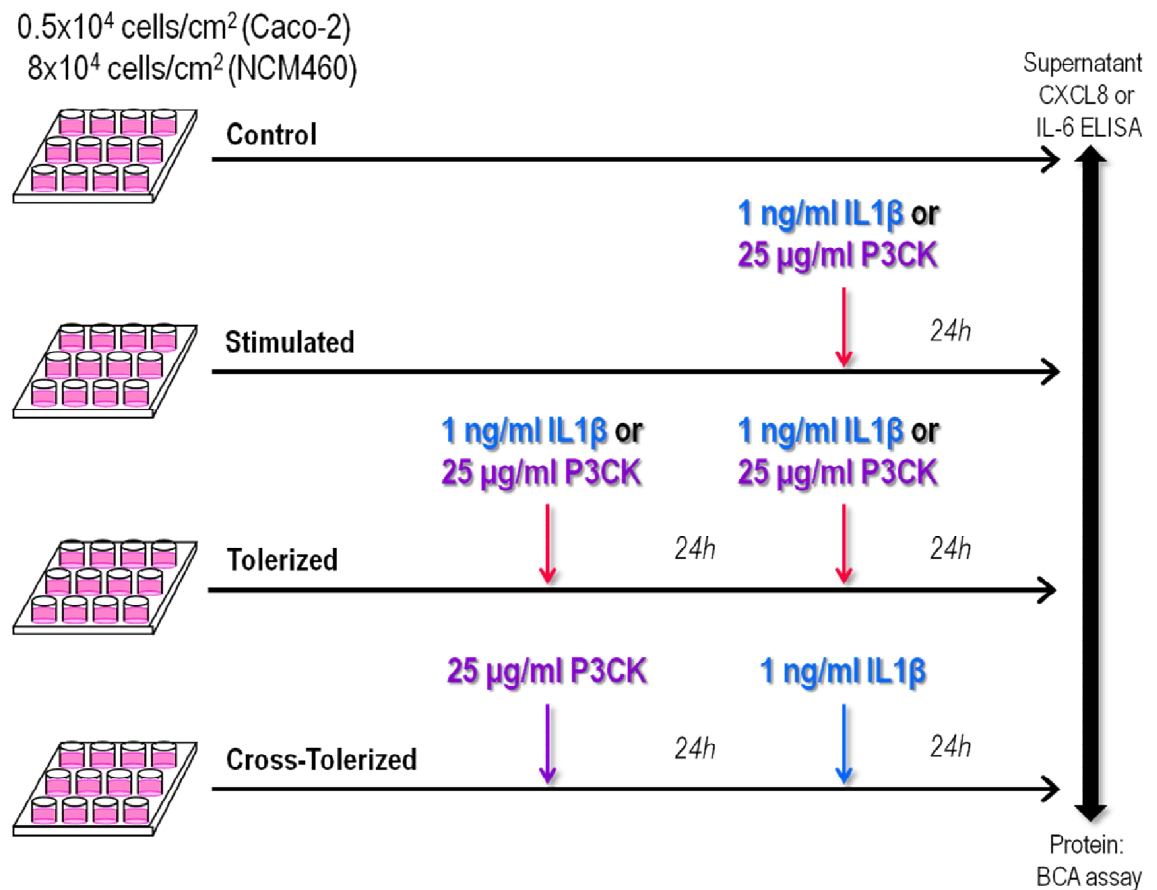 0.5x10⁴ cells/cm² (Caco-2)
8x10⁴ cells/cm² (NCM460)
Supernatant
CXCL8 or
IL-6 ELISA
Control
1 ng/ml IL1β or
25 µg/ml P3CK
Stimulated
24h
1 ng/ml IL1β or
25 µg/ml P3CK
1 ng/ml IL1β or
25 µg/ml P3CK
Tolerized
24h
24h
25 µg/ml P3CK
1 ng/ml IL1β
Cross-Tolerized
24h
24h
Protein:
BCA assay